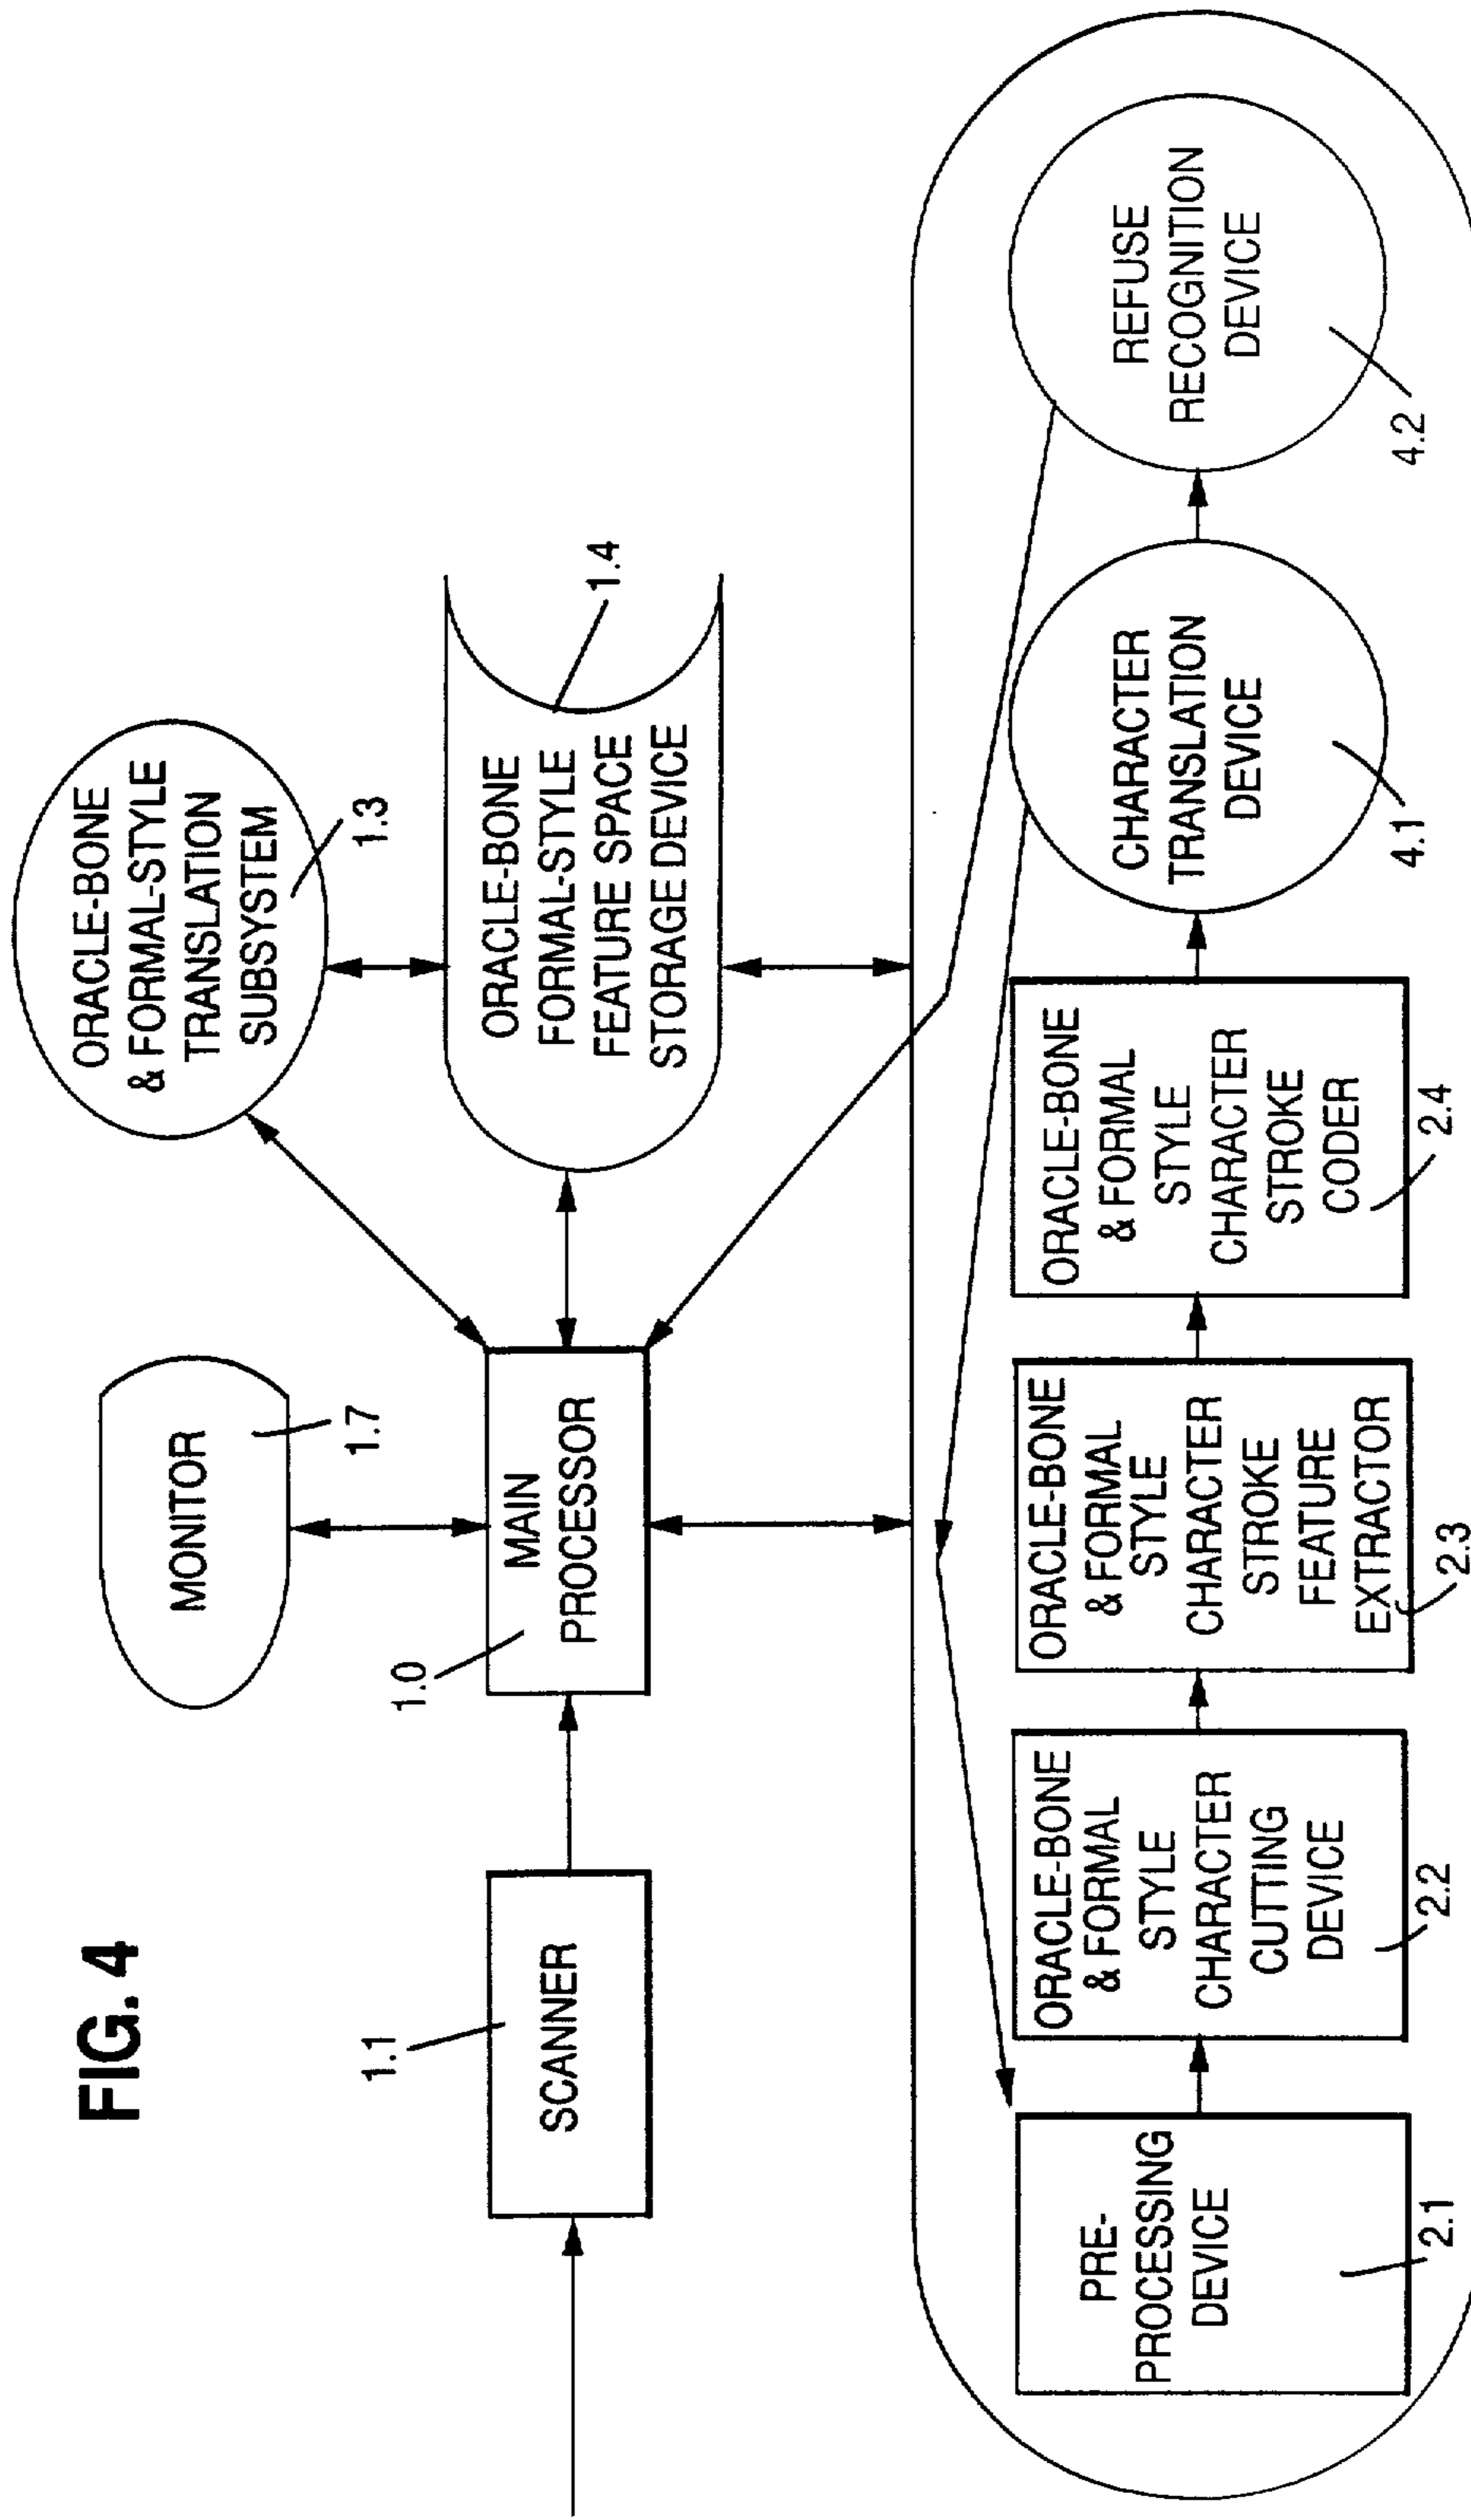 FIG. 4
MONITOR
1.7
ORACLE-BONE
& FORMAL-STYLE
TRANSLATION
SUBSYSTEM
1.3
1.1
SCANNER
1.0
MAIN
PROCESSOR
ORACLE-BONE
FORMAL-STYLE
FEATURE SPACE
STORAGE DEVICE
1.4
PRE-
PROCESSING
DEVICE
2.1
ORACLE-BONE
& FORMAL
STYLE
CHARACTER
CUTTING
DEVICE
2.2
ORACLE-BONE
& FORMAL
STYLE
CHARACTER
STROKE
FEATURE
EXTRACTOR
2.3
ORACLE-BONE
& FORMAL
STYLE
CHARACTER
STROKE
CODER
2.4
CHARACTER
TRANSLATION
DEVICE
4.1
REFUSE
RECOGNITION
DEVICE
4.2